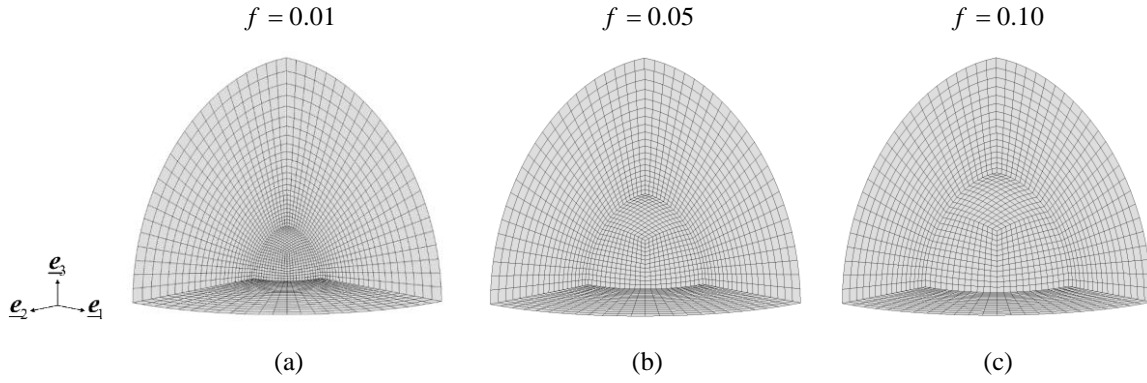 f = 0.01
f = 0.05
f = 0.10
e3
e2
e1
(a)
(b)
(c)